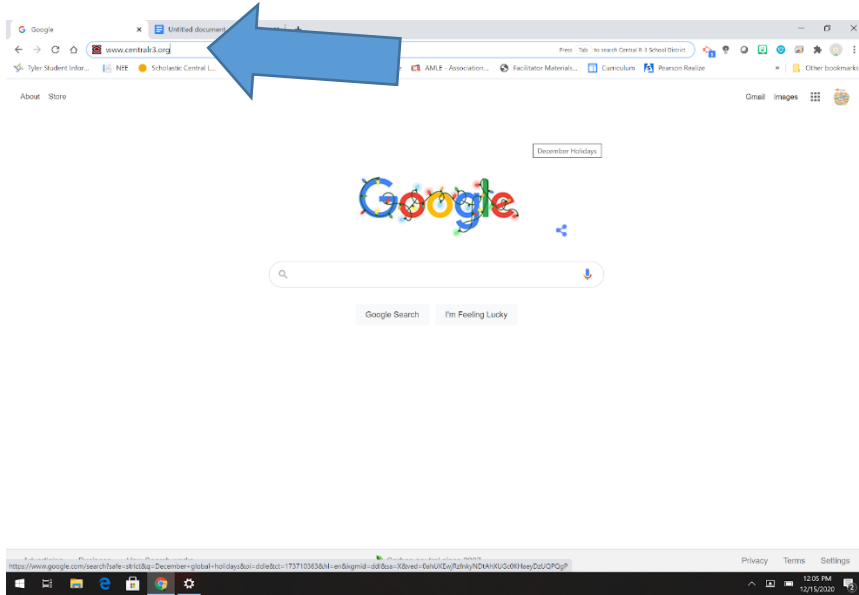 Google
Untitled document
www.centralr3.org
Press Tab to search Central R-3 School District
Tyler Student Infor...
NEE
Scholastic Central L...
AMLE - Association...
Facilitator Materials...
Curriculum
Pearson Realize
»
Other bookmarks
About Store
Gmail Images
December Holidays
Google
Google Search I'm Feeling Lucky
Privacy Terms Settings
12:05 PM
12/15/2020
2